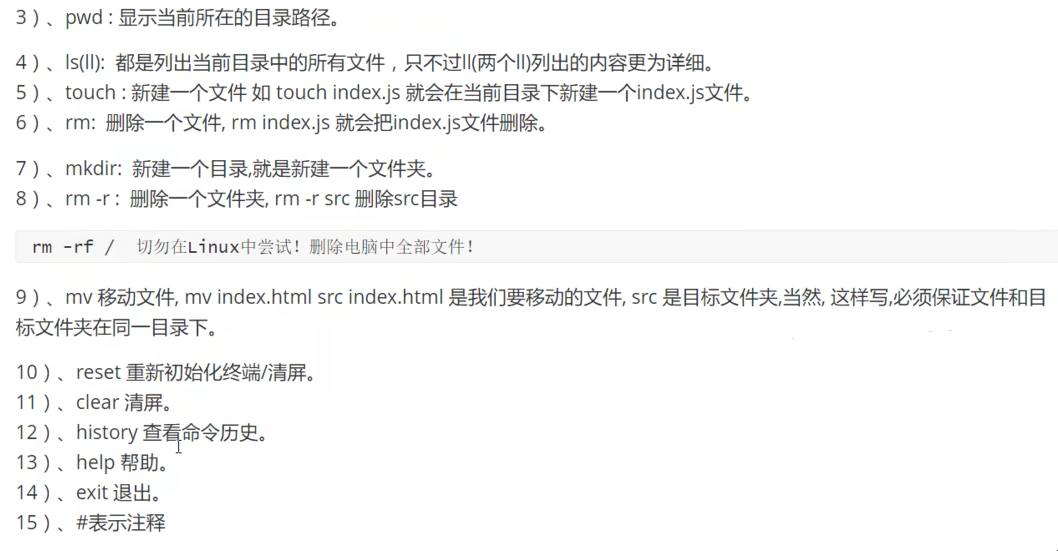 3）、pwd : 显示当前所在的目录路径。
4）、ls(ll):  都是列出当前目录中的所有文件，只不过ll(两个ll)列出的内容更为详细。
5）、touch : 新建一个文件 如 touch index.js 就会在当前目录下新建一个index.js文件。
6）、rm:  删除一个文件, rm index.js 就会把index.js文件删除。
7）、mkdir:  新建一个目录,就是新建一个文件夹。
8）、rm -r :  删除一个文件夹, rm -r src 删除src目录
rm -rf /  切勿在Linux中尝试！删除电脑中全部文件！
9）、mv 移动文件, mv index.html src index.html 是我们要移动的文件, src 是目标文件夹,当然, 这样写,必须保证文件和目
标文件夹在同一目录下。
10）、reset 重新初始化终端/清屏。
11）、clear 清屏。
12）、history 查看命令历史。
13）、help 帮助。
14）、exit 退出。
15）、#表示注释